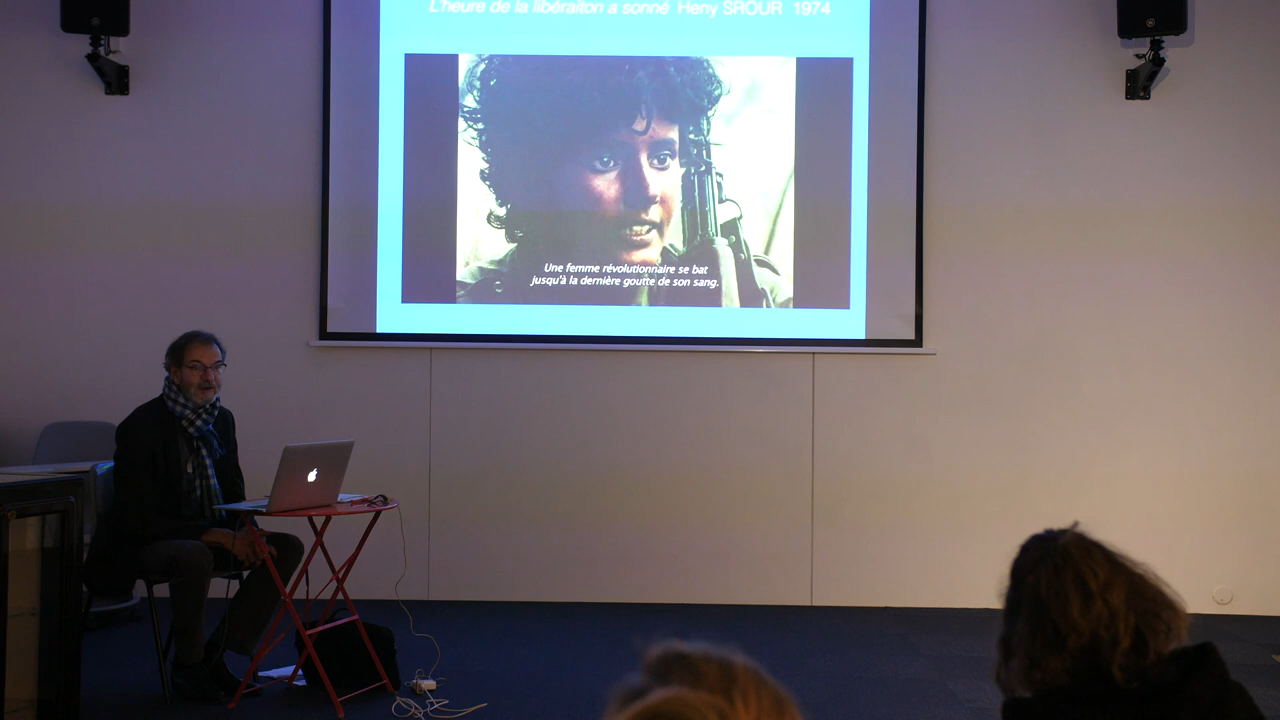 L'heure de la libéraiton a sonné Heny SROUR 1974
Une femme révolutionnaire se bat
jusqu'à la dernière goutte de son sang.